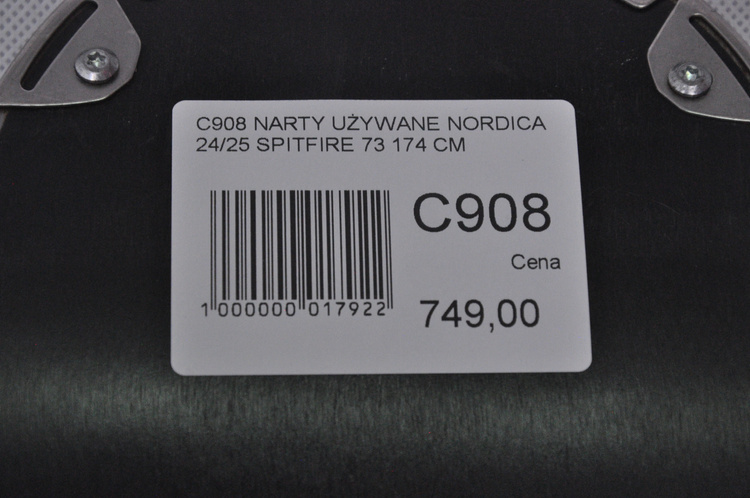 C908 NARTY UŻYWANE NORDICA
24/25 SPITFIRE 73 174 CM
C908
Cena
749,00
1 000000 017922